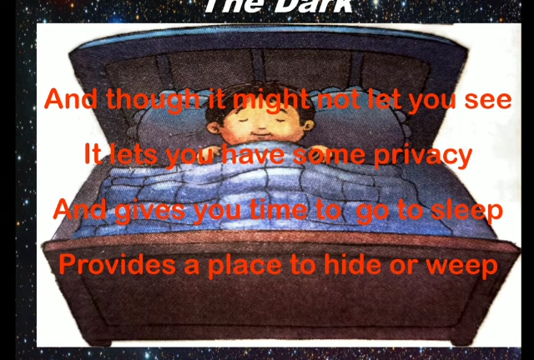 The Dark
And though it might not let you see
It lets you have some privacy
And gives you time to go to sleep
Provides a place to hide or weep